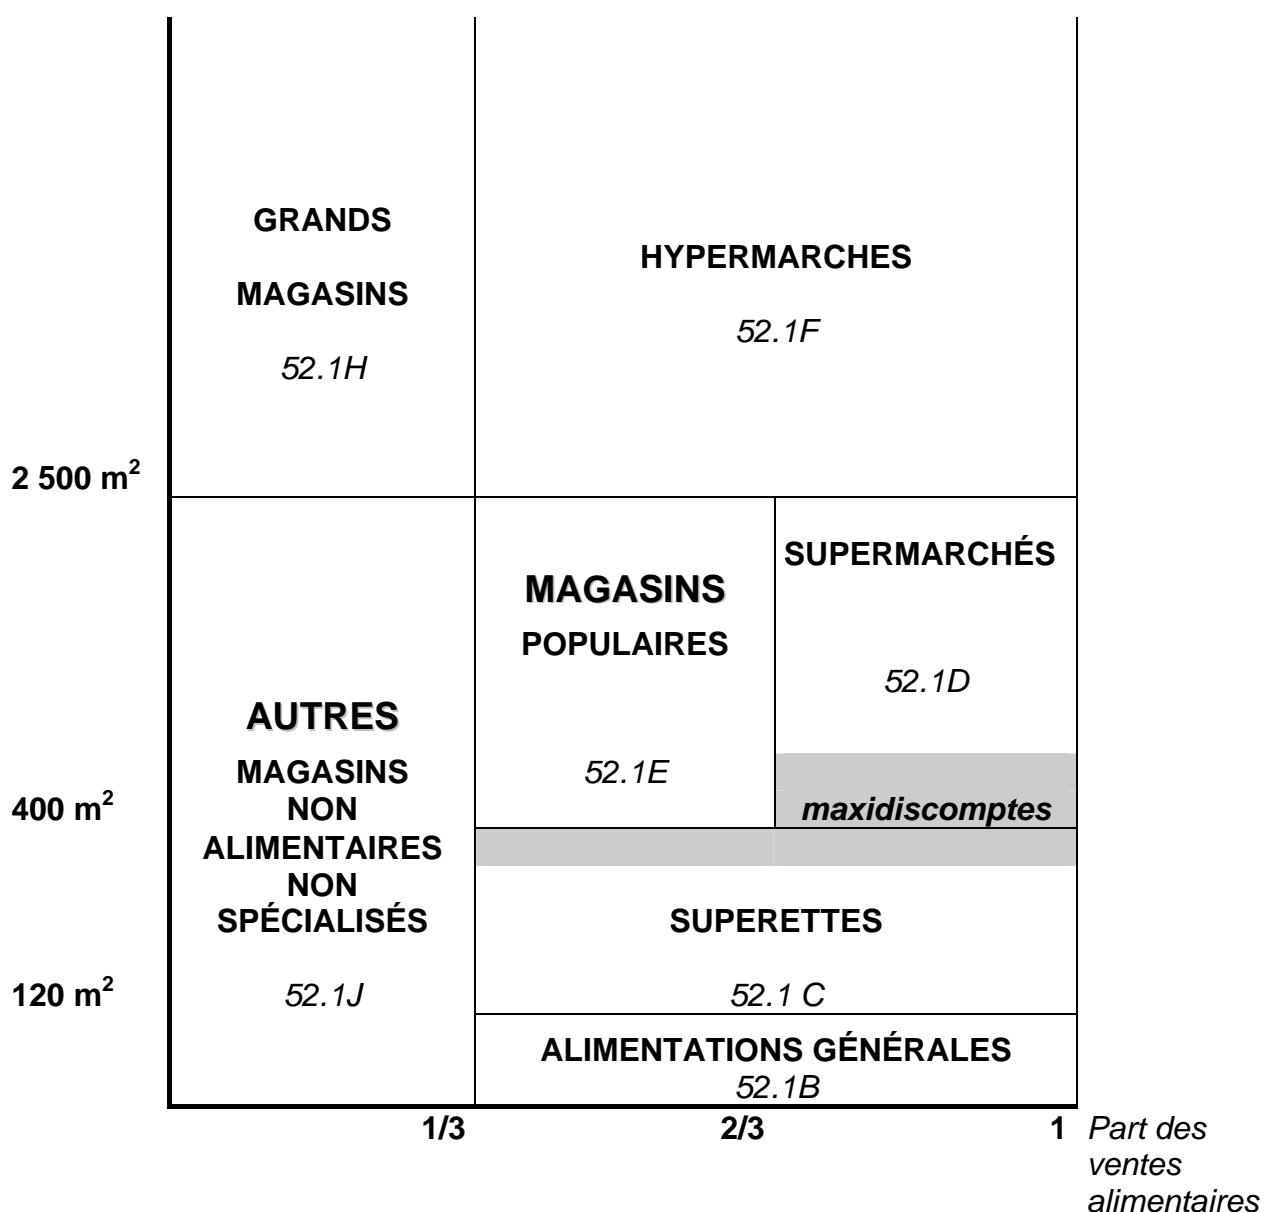 GRANDS
MAGASINS
52.1H
HYPERMARCHES
52.1F
2 500 m²
MAGASINS
POPULAIRES
52.1E
SUPERMARCHÉS
52.1D
maxidiscomptes
400 m²
AUTRES
MAGASINS
NON
ALIMENTAIRES
NON
SPÉCIALISÉS
52.1J
SUPERETTES
52.1 C
120 m²
ALIMENTATIONS GÉNÉRALES
52.1B
1/3
2/3
1
Part des
ventes
alimentaires